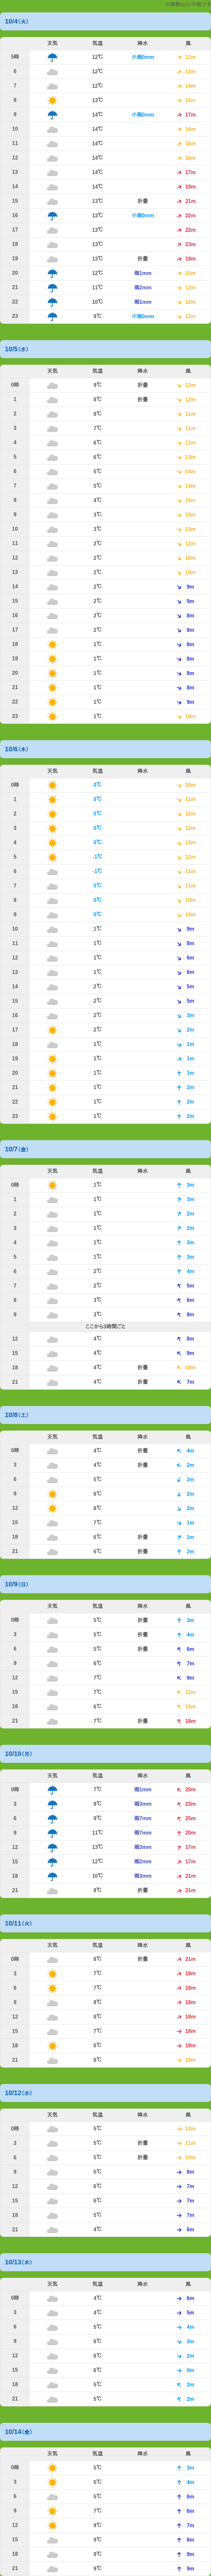 10/4(火)
天気 気温 降水 風
5時 12℃ 小雨0mm 12m
6 12℃ 13m
7 12℃ 14m
8 13℃ 16m
9 14℃ 小雨0mm 17m
10 14℃ 16m
11 14℃ 16m
12 14℃ 16m
13 14℃ 17m
14 14℃ 19m
15 13℃ 折畳 21m
16 13℃ 小雨0mm 22m
17 13℃ 22m
18 13℃ 23m
19 13℃ 折畳 19m
20 12℃ 雨1mm 15m
21 11℃ 雨2mm 12m
22 10℃ 雨1mm 12m
23 9℃ 小雨0mm 12m
10/5(水)
天気 気温 降水 風
0時 9℃ 折畳 12m
1 8℃ 折畳 12m
2 8℃ 11m
3 7℃ 11m
4 6℃ 12m
5 6℃ 13m
6 5℃ 14m
7 5℃ 14m
8 4℃ 15m
9 3℃ 15m
10 3℃ 13m
11 2℃ 12m
12 2℃ 10m
13 2℃ 10m
14 2℃ 9m
15 2℃ 9m
16 2℃ 8m
17 2℃ 8m
18 1℃ 8m
19 1℃ 8m
20 1℃ 8m
21 1℃ 8m
22 1℃ 9m
23 1℃ 10m
10/6(木)
天気 気温 降水 風
0時 0℃ 10m
1 0℃ 11m
2 0℃ 12m
3 0℃ 12m
4 0℃ 12m
5 -1℃ 12m
6 -1℃ 11m
7 0℃ 11m
8 0℃ 10m
9 0℃ 10m
10 1℃ 9m
11 1℃ 8m
12 1℃ 6m
13 1℃ 6m
14 2℃ 5m
15 2℃ 5m
16 2℃ 3m
17 2℃ 2m
18 1℃ 1m
19 1℃ 1m
20 1℃ 1m
21 1℃ 2m
22 1℃ 2m
23 1℃ 2m
10/7(金)
天気 気温 降水 風
0時 1℃ 3m
1 1℃ 3m
2 1℃ 2m
3 1℃ 2m
4 1℃ 3m
5 1℃ 3m
6 2℃ 4m
7 2℃ 5m
8 3℃ 6m
9 3℃ 8m
ここから3時間ごと
12 4℃ 8m
15 4℃ 9m
18 4℃ 折畳 10m
21 4℃ 折畳 7m
10/8(土)
天気 気温 降水 風
0時 4℃ 折畳 4m
3 4℃ 折畳 2m
6 5℃ 2m
9 6℃ 2m
12 8℃ 2m
15 7℃ 1m
18 6℃ 折畳 1m
21 6℃ 折畳 2m
10/9(日)
天気 気温 降水 風
0時 5℃ 折畳 3m
3 5℃ 折畳 4m
6 5℃ 折畳 6m
9 6℃ 7m
12 7℃ 9m
15 7℃ 12m
18 6℃ 15m
21 7℃ 折畳 18m
10/10(月)
天気 気温 降水 風
0時 7℃ 雨1mm 20m
3 8℃ 雨3mm 23m
6 9℃ 雨7mm 25m
9 11℃ 雨7mm 20m
12 13℃ 雨3mm 17m
15 12℃ 雨2mm 17m
18 10℃ 雨3mm 21m
21 8℃ 折畳 21m
10/11(火)
天気 気温 降水 風
0時 8℃ 折畳 21m
3 7℃ 19m
6 7℃ 18m
9 8℃ 18m
12 8℃ 18m
15 7℃ 18m
18 6℃ 19m
21 6℃ 15m
10/12(水)
天気 気温 降水 風
0時 5℃ 12m
3 5℃ 折畳 11m
6 5℃ 折畳 10m
9 5℃ 8m
12 6℃ 7m
15 6℃ 7m
18 5℃ 7m
21 4℃ 6m
10/13(木)
天気 気温 降水 風
0時 4℃ 6m
3 4℃ 5m
6 5℃ 4m
9 6℃ 3m
12 6℃ 2m
15 6℃ 0m
18 5℃ 2m
21 5℃ 2m
10/14(金)
天気 気温 降水 風
0時 5℃ 3m
3 5℃ 4m
6 5℃ 6m
9 7℃ 6m
12 9℃ 7m
15 9℃ 8m
18 9℃ 9m
21 9℃ 9m